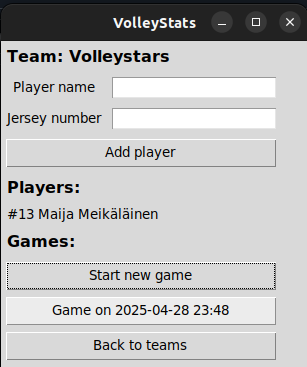 VolleyStats
Team: Volleystars
Player name
Jersey number
Add player
Players:
#13 Maija Meikäläinen
Games:
Start new game
Game on 2025-04-28 23:48
Back to teams